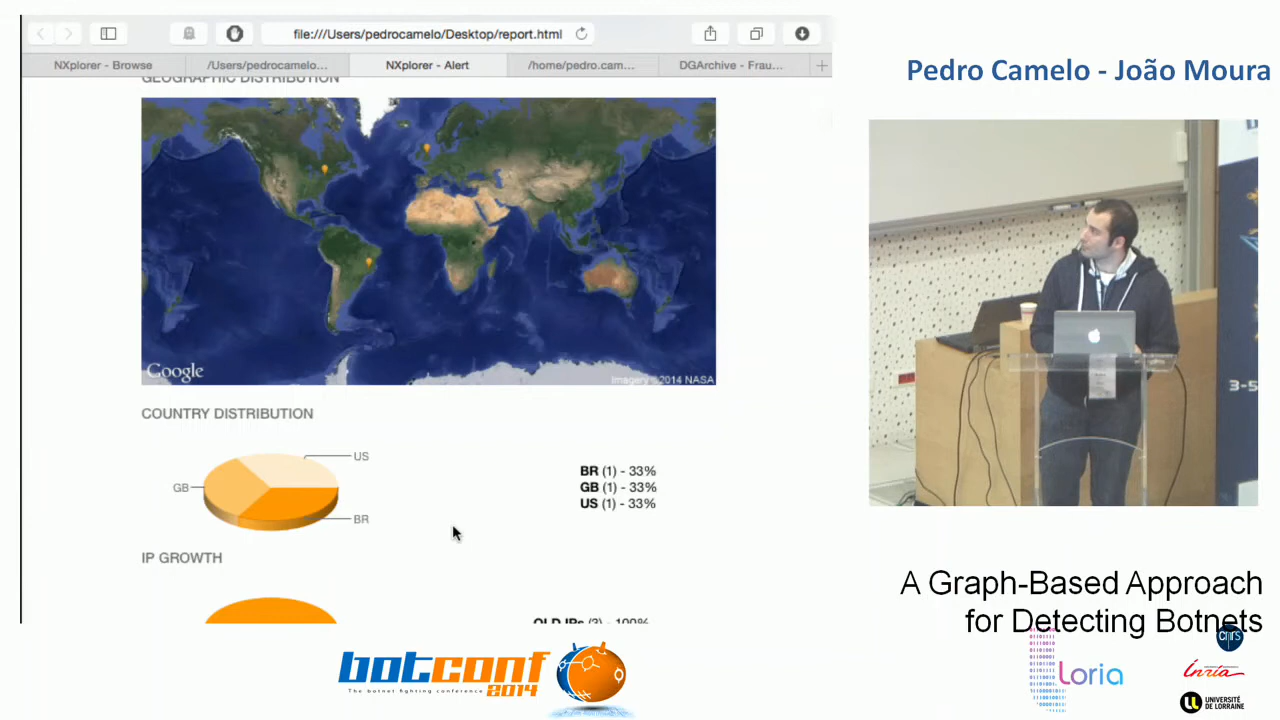 file:///Users/pedrocamelo/Desktop/report.html
NXplorer - Browse
/Users/pedrocamelo...
NXplorer - Alert
/home/pedro.cam...
DGArchive - Frau...
GEOGRAPHIC DISTRIBUTION
Google
Imagery ©2014 NASA
COUNTRY DISTRIBUTION
US
GB
BR
BR (1) - 33%
GB (1) - 33%
US (1) - 33%
IP GROWTH
OLD IPs (3) - 100%
Pedro Camelo - João Moura
3-5
A Graph-Based Approach
for Detecting Botnets
botconf
The botnet fighting conference
2014
Loria
cnrs
Inria
UNIVERSITÉ
DE LORRAINE